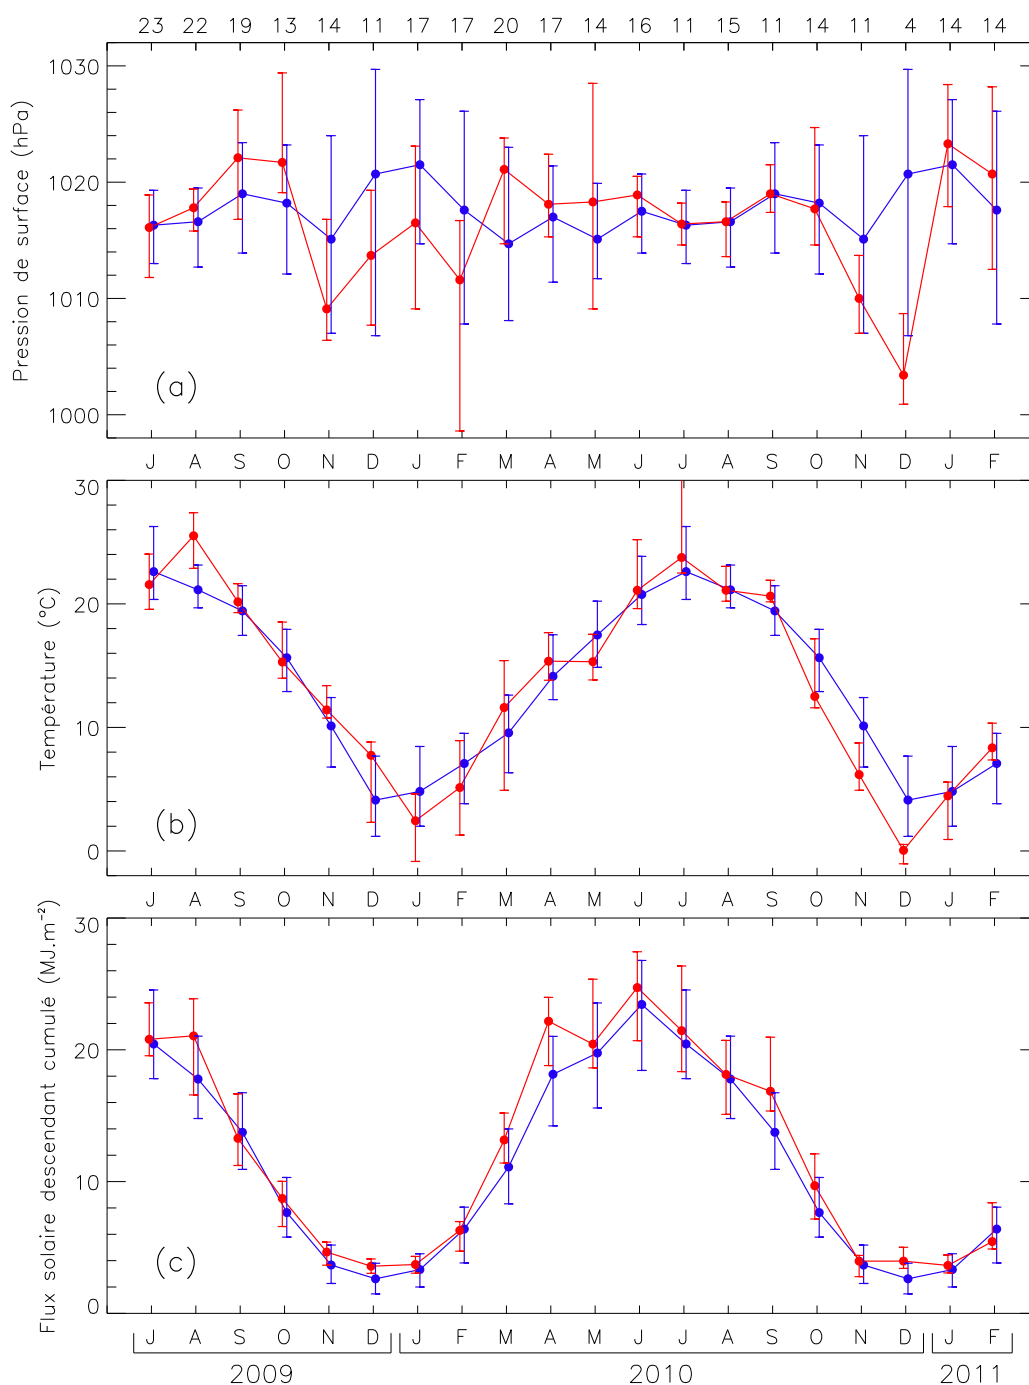 23 22 19 13 14 11 17 17 20 17 14 16 11 15 11 14 11 4 14 14
Pression de surface (hPa)
1030
1020
1010
1000
(a)
J A S O N D J F M A M J J A S O N D J F
Température (°C)
30
20
10
0
(b)
J A S O N D J F M A M J J A S O N D J F
Flux solaire descendant cumulé (MJ.m⁻²)
30
20
10
0
(c)
J A S O N D J F M A M J J A S O N D J F
2009 2010 2011